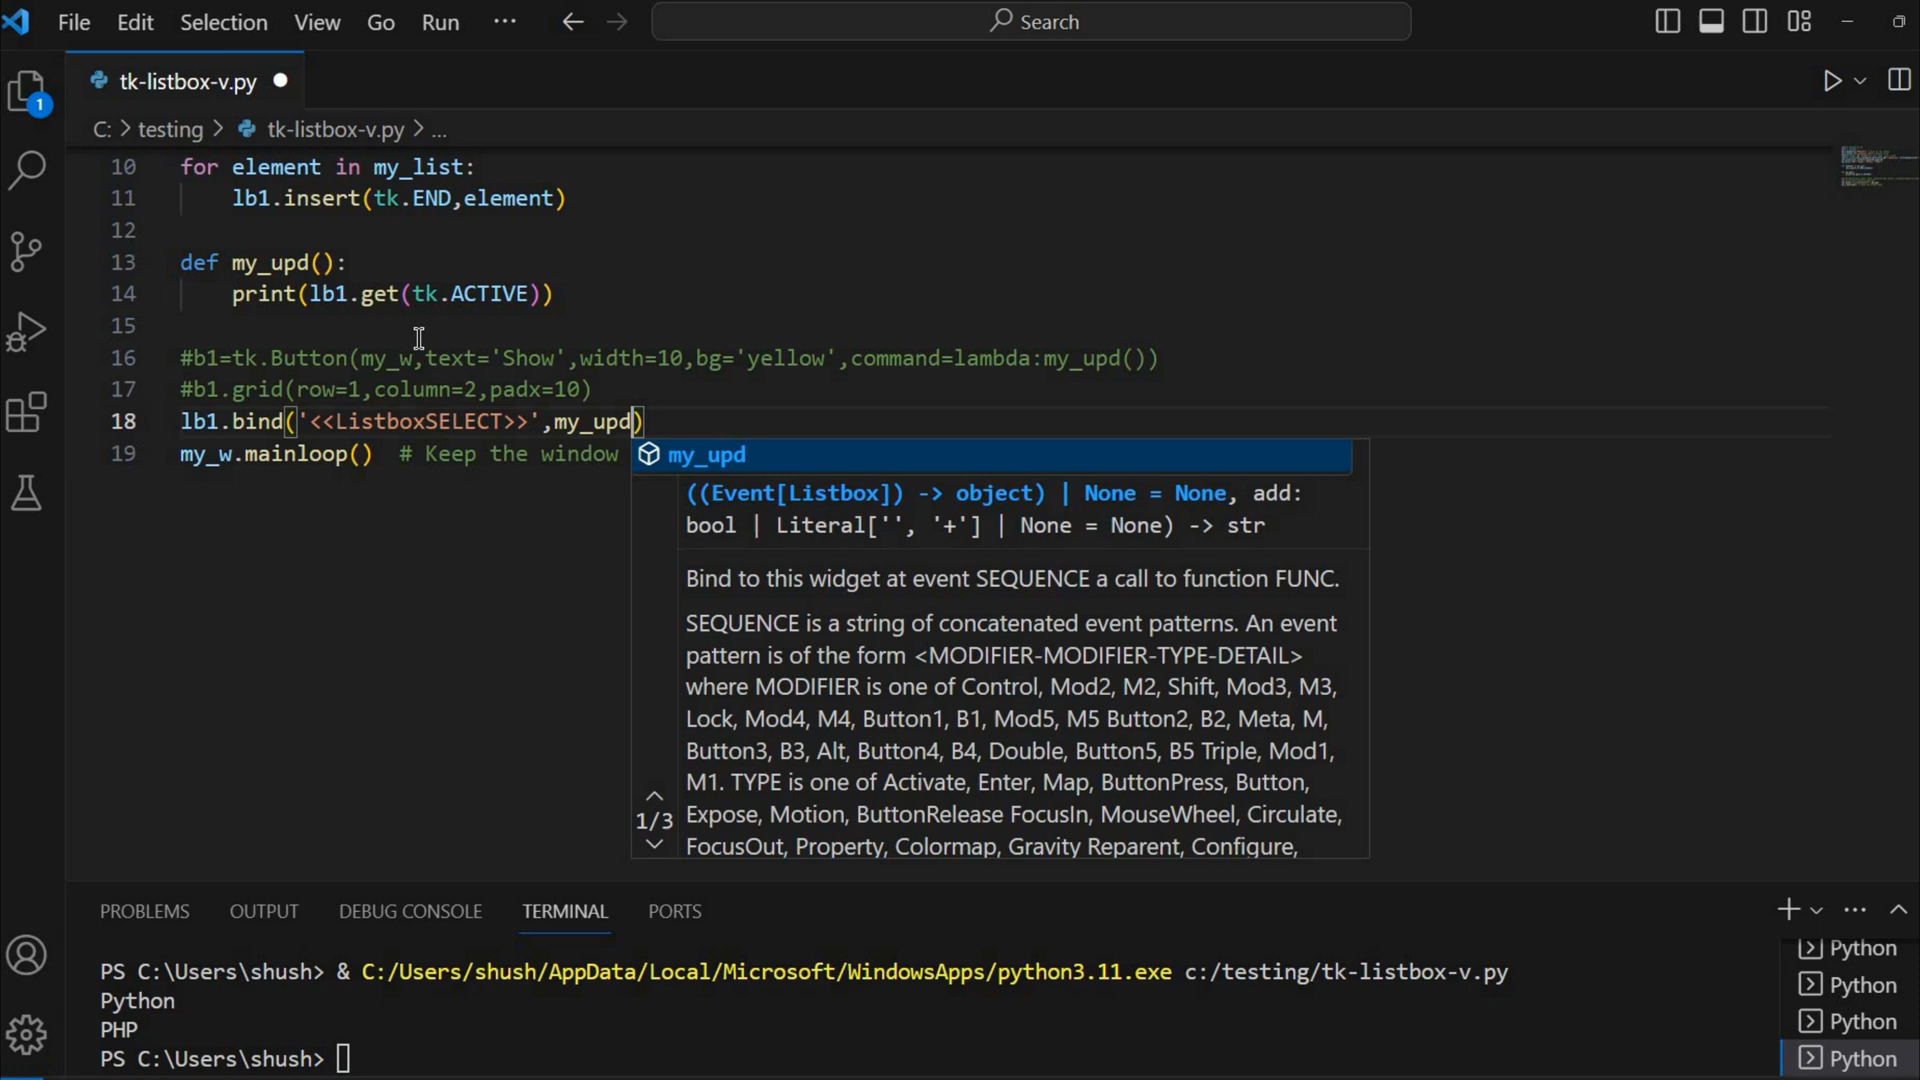 File Edit Selection View Go Run ··· Search
tk-listbox-v.py
1
C: > testing > tk-listbox-v.py > ...
10 for element in my_list:
11 lb1.insert(tk.END,element)
12
13 def my_upd():
14 print(lb1.get(tk.ACTIVE))
15
16 #b1=tk.Button(my_w,text='Show',width=10,bg='yellow',command=lambda:my_upd())
17 #b1.grid(row=1,column=2,padx=10)
18 lb1.bind('<<ListboxSELECT>>',my_upd)
19 my_w.mainloop() # Keep the window
my_upd
((Event[Listbox]) -> object) | None = None, add:
bool | Literal['', '+'] | None = None) -> str
Bind to this widget at event SEQUENCE a call to function FUNC.
SEQUENCE is a string of concatenated event patterns. An event
pattern is of the form <MODIFIER-MODIFIER-TYPE-DETAIL>
where MODIFIER is one of Control, Mod2, M2, Shift, Mod3, M3,
Lock, Mod4, M4, Button1, B1, Mod5, M5 Button2, B2, Meta, M,
Button3, B3, Alt, Button4, B4, Double, Button5, B5 Triple, Mod1,
M1. TYPE is one of Activate, Enter, Map, ButtonPress, Button,
Expose, Motion, ButtonRelease FocusIn, MouseWheel, Circulate,
FocusOut, Property, Colormap, Gravity Reparent, Configure,
1/3
PROBLEMS OUTPUT DEBUG CONSOLE TERMINAL PORTS
PS C:\Users\shush> & C:/Users/shush/AppData/Local/Microsoft/WindowsApps/python3.11.exe c:/testing/tk-listbox-v.py
Python
PHP
PS C:\Users\shush>
Python
Python
Python
Python